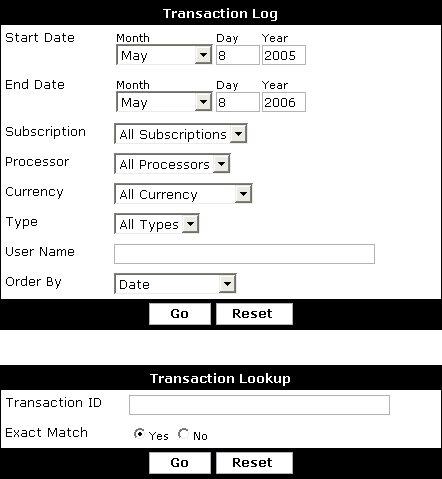 Transaction Log
Start Date Month Day Year
May 8 2005
End Date Month Day Year
May 8 2006
Subscription All Subscriptions
Processor All Processors
Currency All Currency
Type All Types
User Name
Order By Date
Go Reset
Transaction Lookup
Transaction ID
Exact Match Yes No
Go Reset